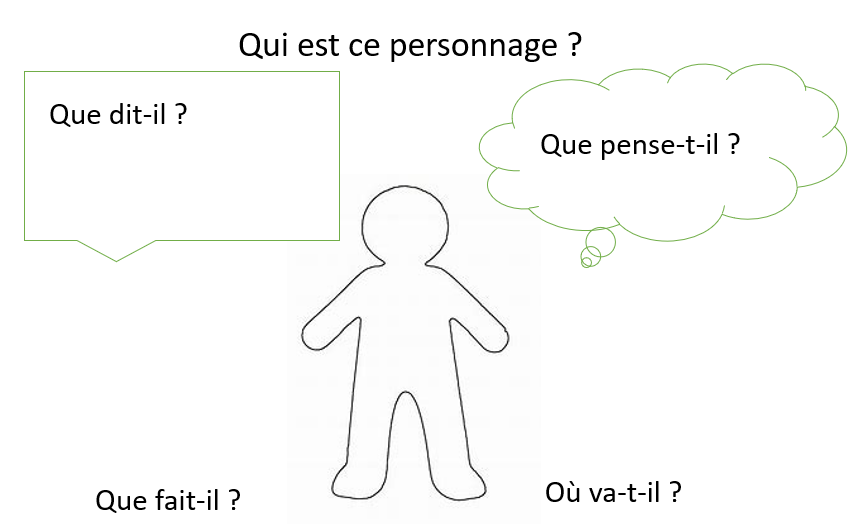 Qui est ce personnage ?
Que dit-il ?
Que pense-t-il ?
Que fait-il ?
Où va-t-il ?